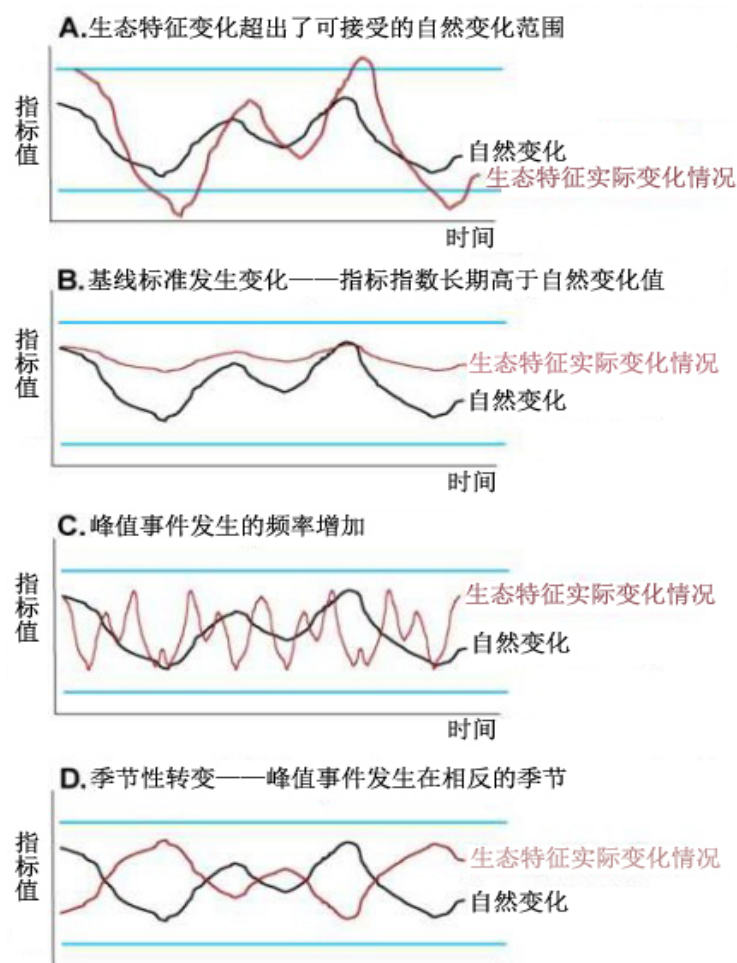 A.生态特征变化超出了可接受的自然变化范围
指标值
自然变化
生态特征实际变化情况
时间
B.基线标准发生变化——指标指数长期高于自然变化值
指标值
生态特征实际变化情况
自然变化
时间
C.峰值事件发生的频率增加
指标值
生态特征实际变化情况
自然变化
时间
D.季节性转变——峰值事件发生在相反的季节
指标值
生态特征实际变化情况
自然变化